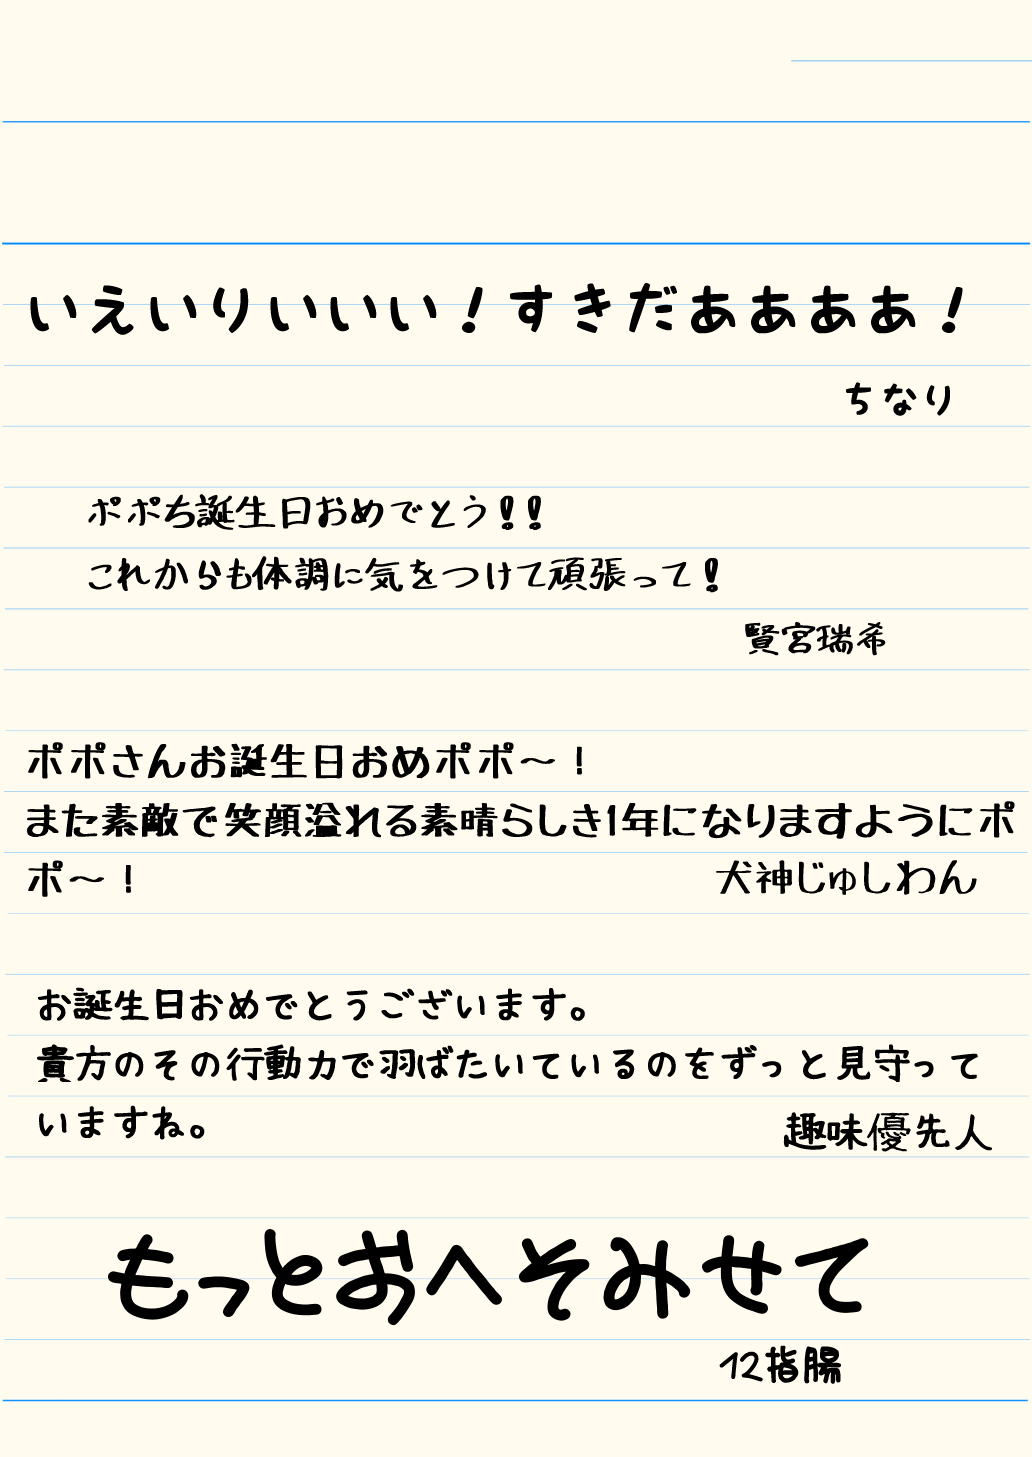 いえいりいいい！すきだああああ！
ちなり
ポポち誕生日おめでとう！！
これからも体調に気をつけて頑張って！
賢宮瑞希
ポポさんお誕生日おめポポ～！
また素敵で笑顔溢れる素晴らしき1年になりますようにポ
ポ～！
犬神じゅしわん
お誕生日おめでとうございます。
貴方のその行動力で羽ばたいているのをずっと見守って
いますね。
趣味優先人
もっとおへそみせて
12指腸